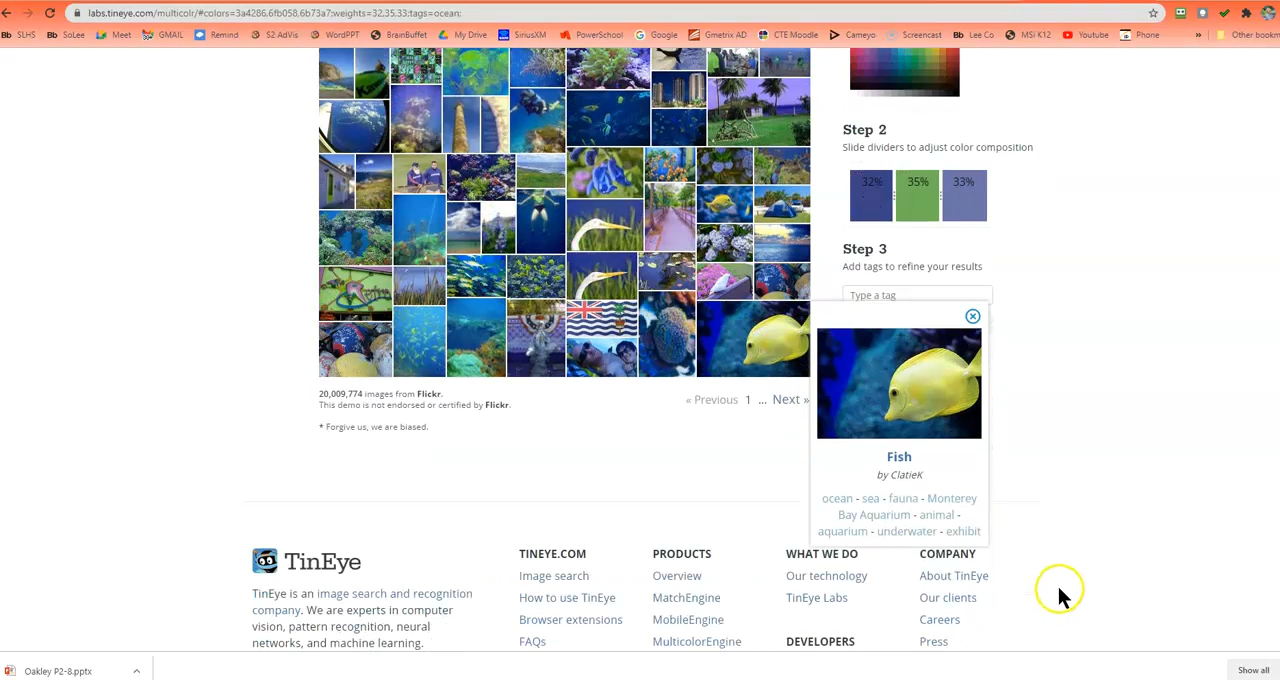 labs.tineye.com/multicolr/#colors=3a4286,6fb058,6b73a7;weights=32,35,33;tags=ocean;
Bb SLHS Bb SoLee Meet GMAIL Remind S2 AdVis WordPPT BrainBuffet My Drive SiriusXM PowerSchool Google Gmetrix AD CTE Moodle Cameyo Screencast Bb Lee Co MSi K12 Youtube Phone » Other bookm
Step 2
Slide dividers to adjust color composition
32% 35% 33%
Step 3
Add tags to refine your results
Type a tag
20,009,774 images from Flickr.
This demo is not endorsed or certified by Flickr.
« Previous 1 ... Next »
* Forgive us, we are biased.
Fish
by ClatieK
ocean - sea - fauna - Monterey
Bay Aquarium - animal -
aquarium - underwater - exhibit
TinEye
TinEye is an image search and recognition
company. We are experts in computer
vision, pattern recognition, neural
networks, and machine learning.
TINEYE.COM
Image search
How to use TinEye
Browser extensions
FAQs
PRODUCTS
Overview
MatchEngine
MobileEngine
MulticolorEngine
WHAT WE DO
Our technology
TinEye Labs
DEVELOPERS
COMPANY
About TinEye
Our clients
Careers
Press
Oakley P2-8.pptx
Show all